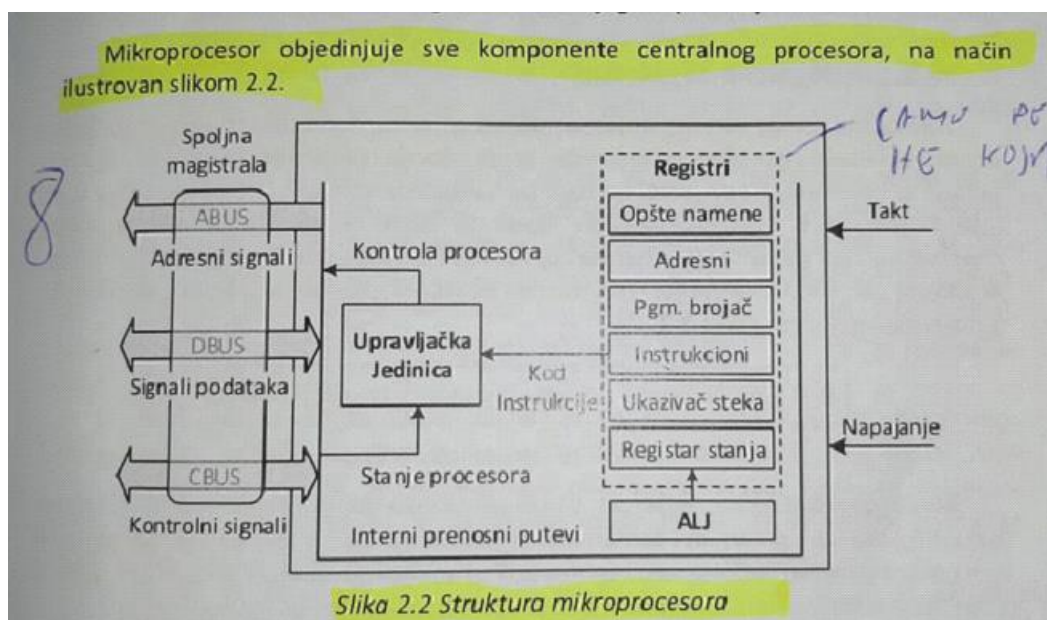 Mikroprocesor objedinjuje sve komponente centralnog procesora, na način
ilustrovan slikom 2.2.
8
Spoljna
magistrala
ABUS
Adresni signali
DBUS
Signali podataka
CBUS
Kontrolni signali
Kontrola procesora
Upravljačka
Jedinica
Kod
Instrukcije
Stanje procesora
Interni prenosni putevi
Registri
Opšte namene
Adresni
Pgm. brojač
Instrukcioni
Ukazivač steka
Registar stanja
ALJ
Takt
Napajanje
Slika 2.2 Struktura mikroprocesora